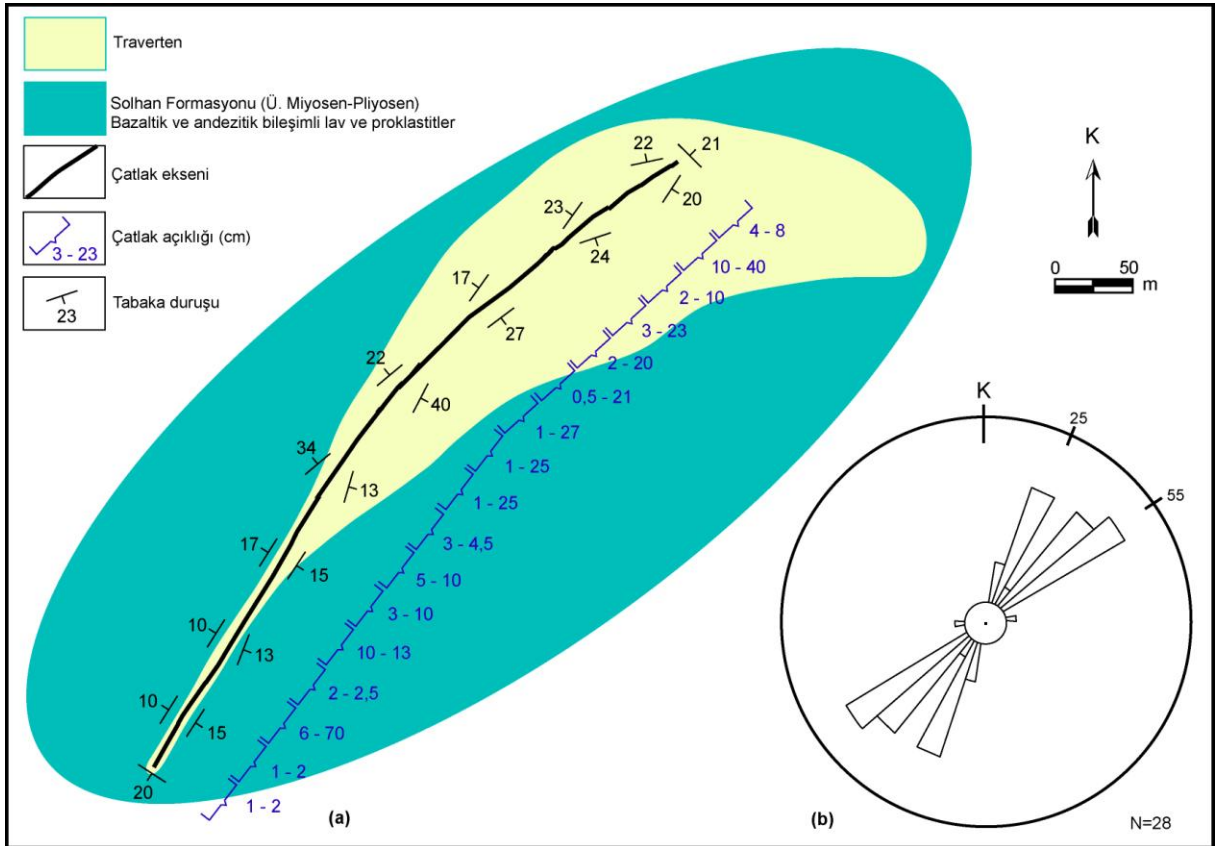 Traverten
Solhan Formasyonu (Ü. Miyosen-Pliyosen)
Bazaltik ve andezitik bileşimli lav ve proklastitler
Çatlak ekseni
Çatlak açıklığı (cm)
3 - 23
Tabaka duruşu
23
22
21
20
23
24
17
27
22
40
34
13
17
15
10
13
10
15
20
4 - 8
10 - 40
2 - 10
3 - 23
2 - 20
0,5 - 21
1 - 27
1 - 25
1 - 25
3 - 4,5
5 - 10
3 - 10
10 - 13
2 - 2,5
6 - 70
1 - 2
1 - 2
(a)
K
0 50
m
K
25
55
(b)
N=28